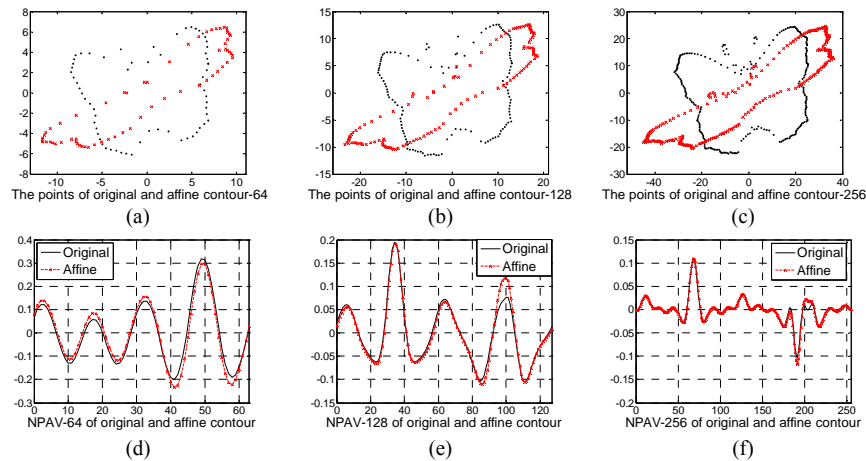 8
6
4
2
0
-2
-4
-6
-8
-10 -5 0 5 10
The points of original and affine contour-64
(a)
15
10
5
0
-5
-10
-15
-20 -10 0 10 20
The points of original and affine contour-128
(b)
30
20
10
0
-10
-20
-30
-40 -20 0 20 40
The points of original and affine contour-256
(c)
0.4
0.3
0.2
0.1
0
-0.1
-0.2
-0.3
Original
Affine
0 10 20 30 40 50 60
NPAV-64 of original and affine contour
(d)
0.2
0.15
0.1
0.05
0
-0.05
-0.1
-0.15
Original
Affine
0 20 40 60 80 100 120
NPAV-128 of original and affine contour
(e)
0.15
0.1
0.05
0
-0.05
-0.1
-0.15
-0.2
Original
Affine
0 50 100 150 200 250
NPAV-256 of original and affine contour
(f)